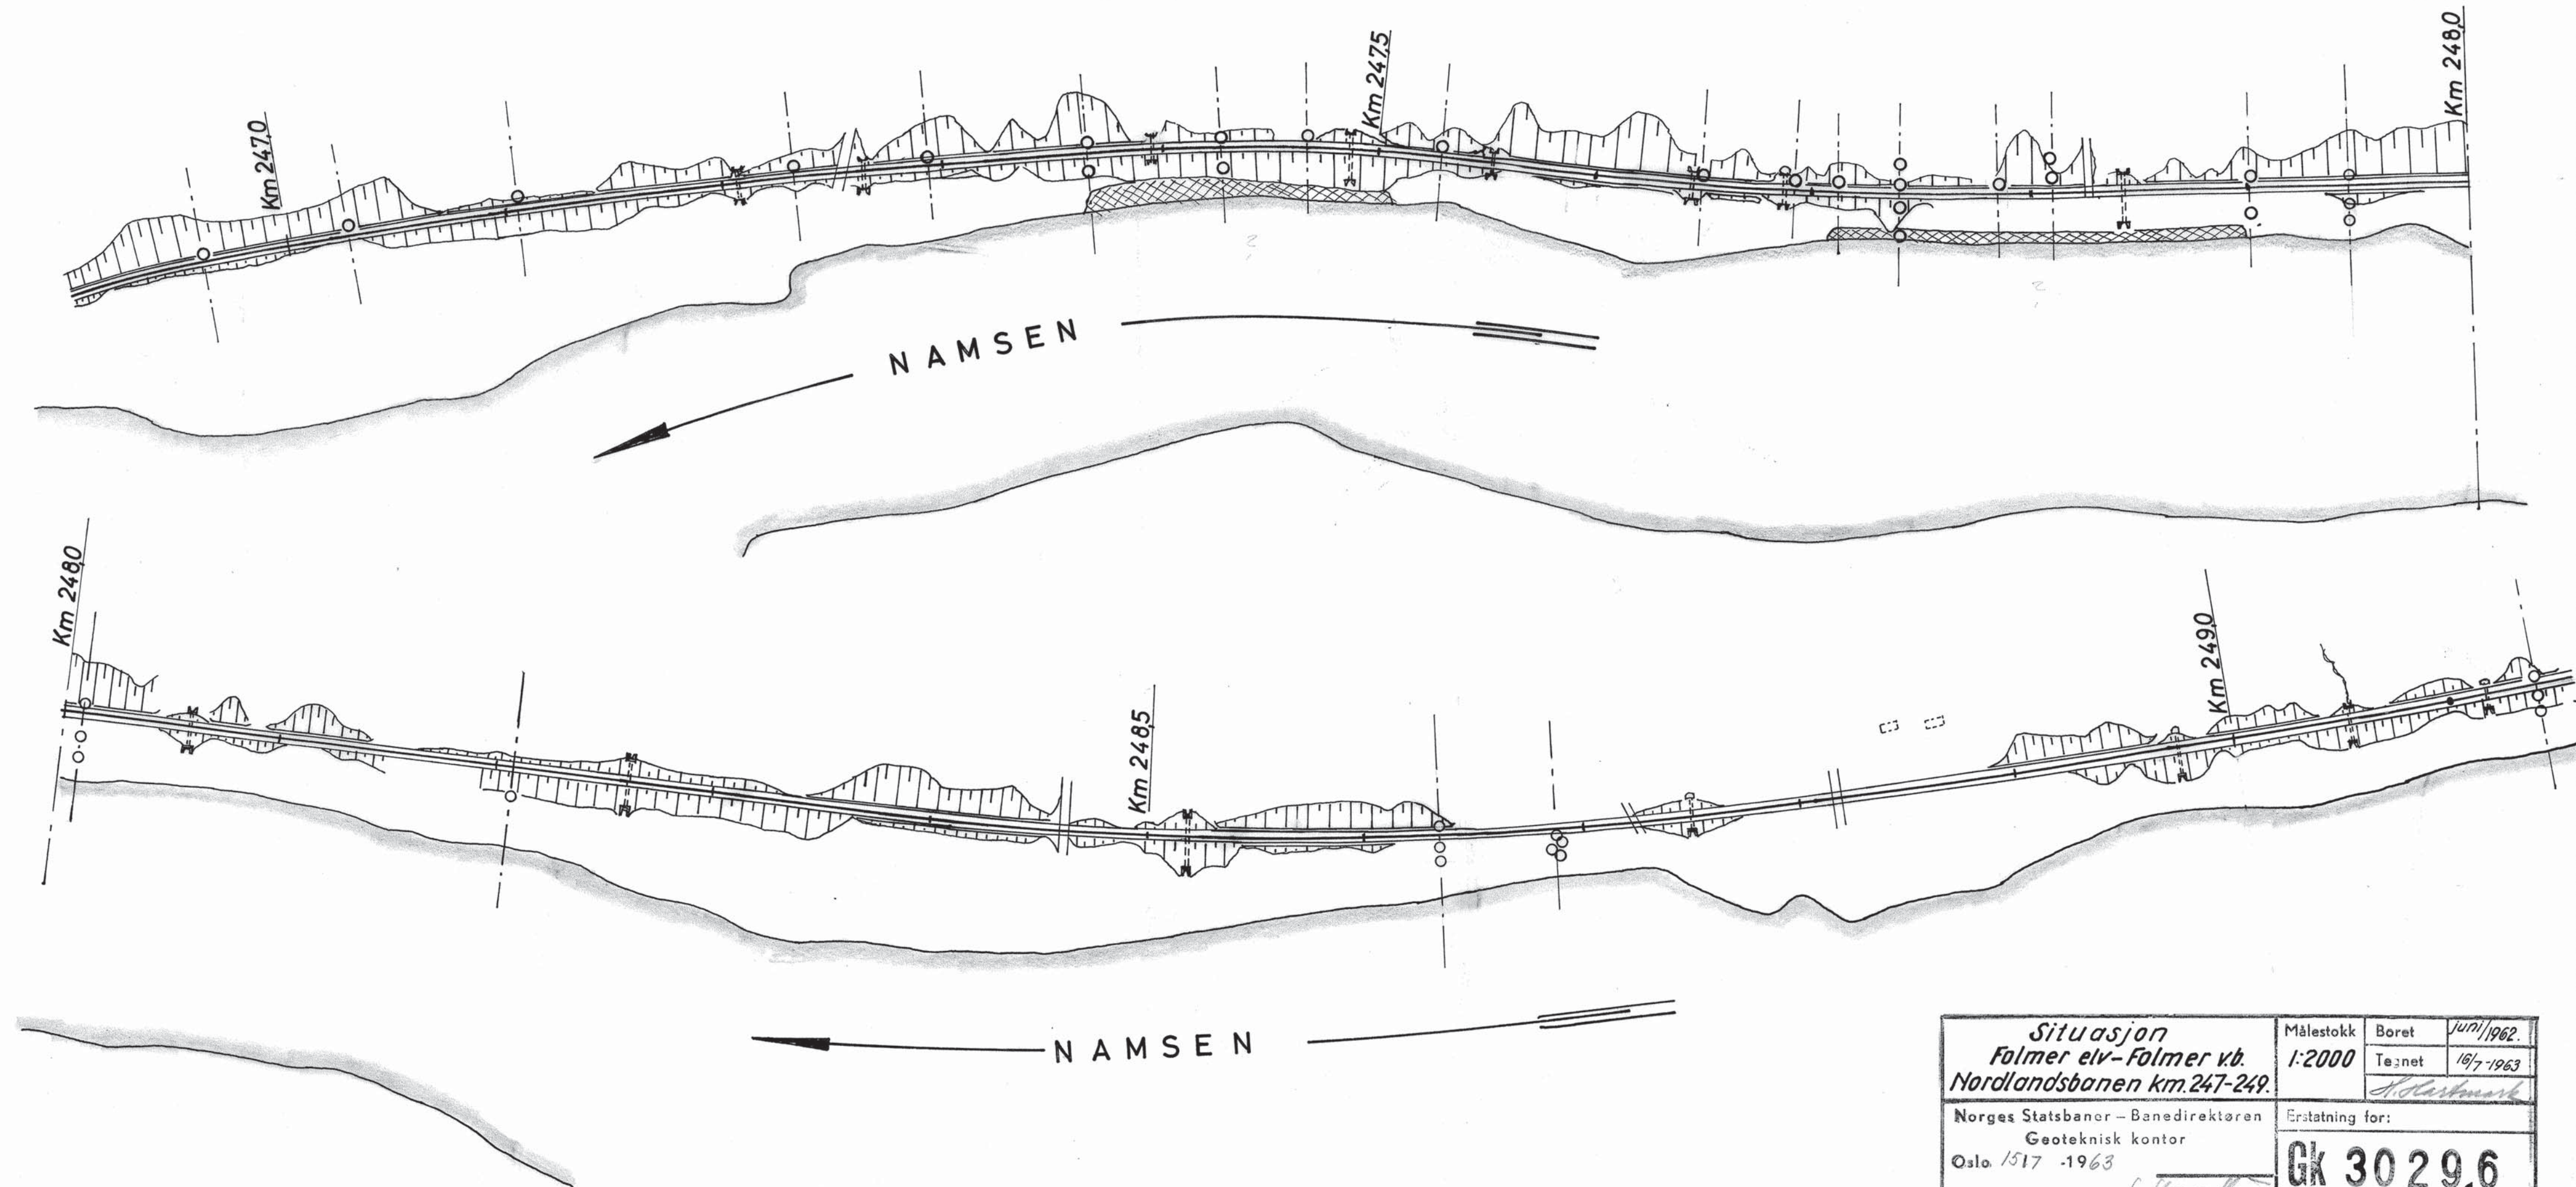 Km 247,0
Km 247,5
Km 248,0
NAMSEN
Km 248,0
Km 248,5
Km 249,0
NAMSEN
Situasjon
Folmer elv-Folmer v.b.
Nordlandsbanen km. 247-249.
Målestokk
1:2000
Boret
juni/1962.
Tegnet
16/7-1963
H. Hartmark
Norges Statsbaner - Banedirektøren
Geoteknisk kontor
Oslo. 15/7 -1963
Erstatning for:
Gk 3029,6